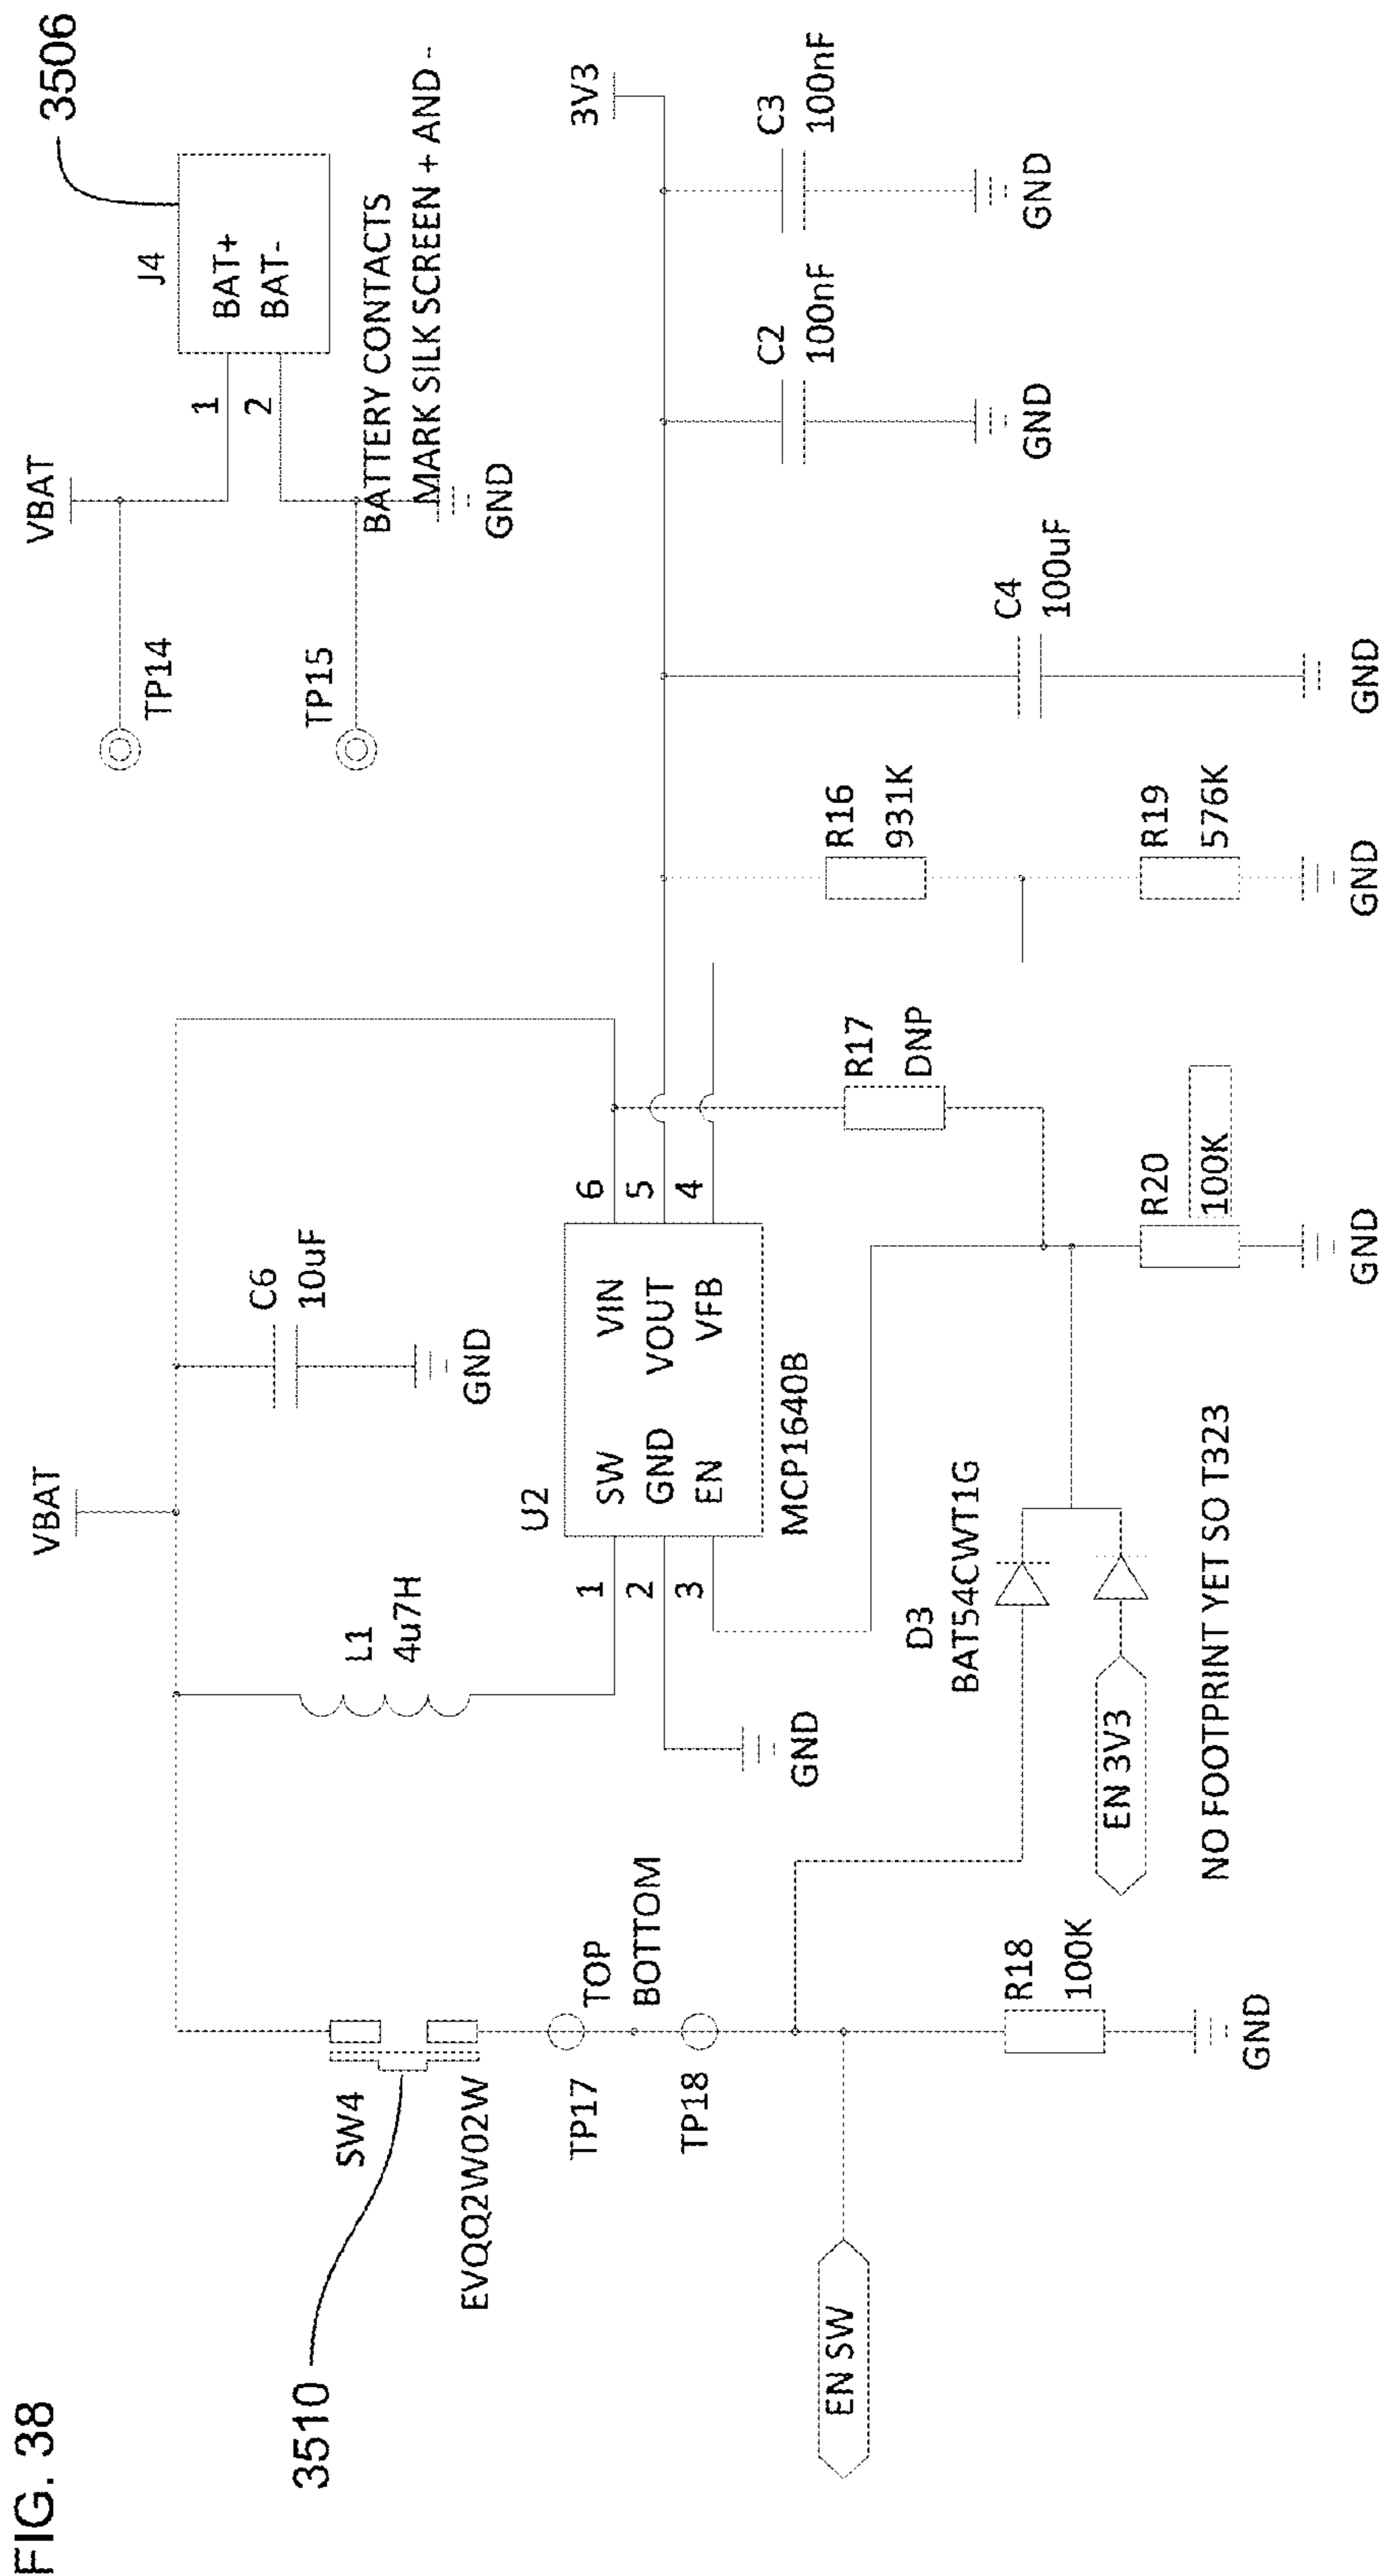 FIG. 38
3506
J4
BAT+
BAT-
1
2
VBAT
TP14
TP15
BATTERY CONTACTS
MARK SILK SCREEN + AND -
GND
VBAT
3510
SW4
EVQQ2W02W
TP17
TOP
BOTTOM
TP18
EN SW
R18
100K
GND
L1
4u7H
C6
10uF
GND
U2
SW
GND
EN
VIN
VOUT
VFB
1
2
3
6
5
4
MCP1640B
GND
D3
BAT54CWT1G
EN 3V3
NO FOOTPRINT YET SO T323
R17
DNP
R20
100K
GND
R16
931K
R19
576K
GND
C4
100uF
GND
3V3
C2
100nF
GND
C3
100nF
GND